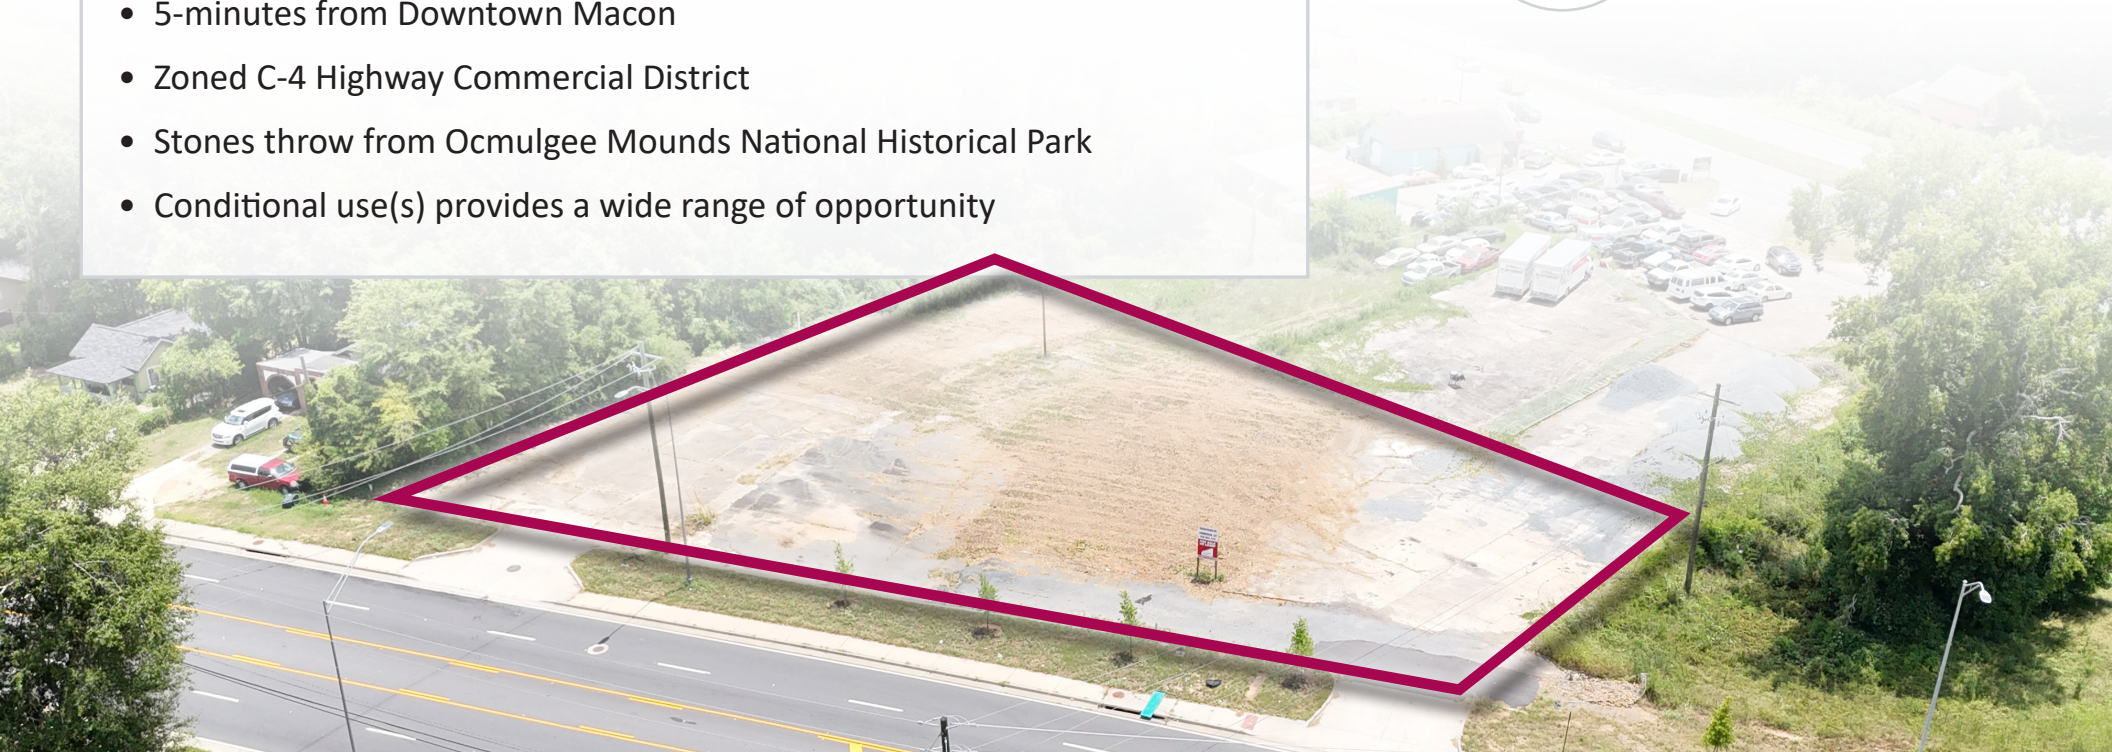 • 5-minutes from Downtown Macon
• Zoned C-4 Highway Commercial District
• Stones throw from Ocmulgee Mounds National Historical Park
• Conditional use(s) provides a wide range of opportunity